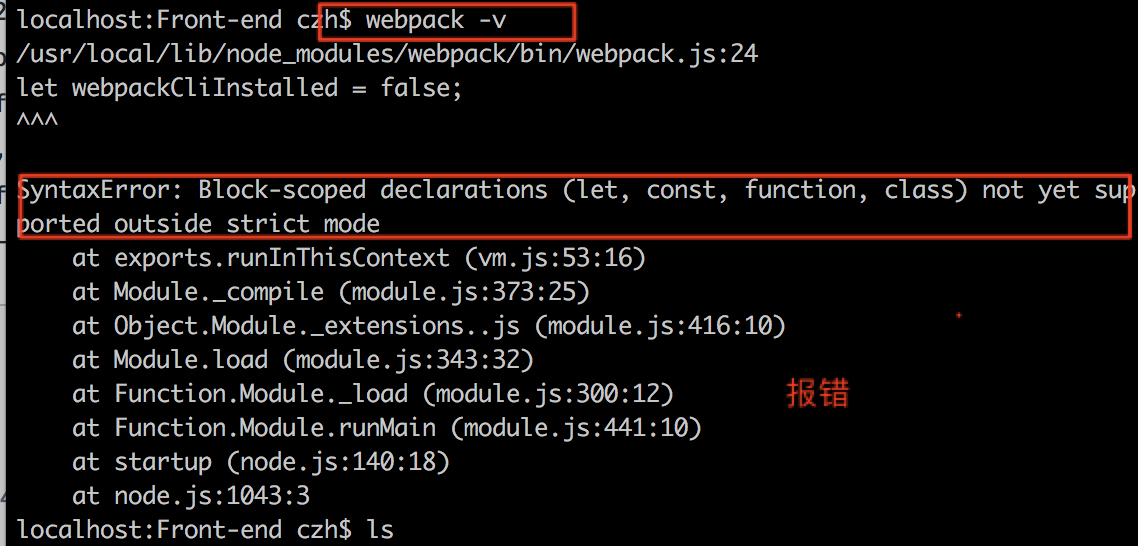 localhost:Front-end czh$ webpack -v
/usr/local/lib/node_modules/webpack/bin/webpack.js:24
let webpackCliInstalled = false;
^^^
SyntaxError: Block-scoped declarations (let, const, function, class) not yet sup
ported outside strict mode
    at exports.runInThisContext (vm.js:53:16)
    at Module._compile (module.js:373:25)
    at Object.Module._extensions..js (module.js:416:10)
    at Module.load (module.js:343:32)
    at Function.Module._load (module.js:300:12)
报错
    at Function.Module.runMain (module.js:441:10)
    at startup (node.js:140:18)
    at node.js:1043:3
localhost:Front-end czh$ ls